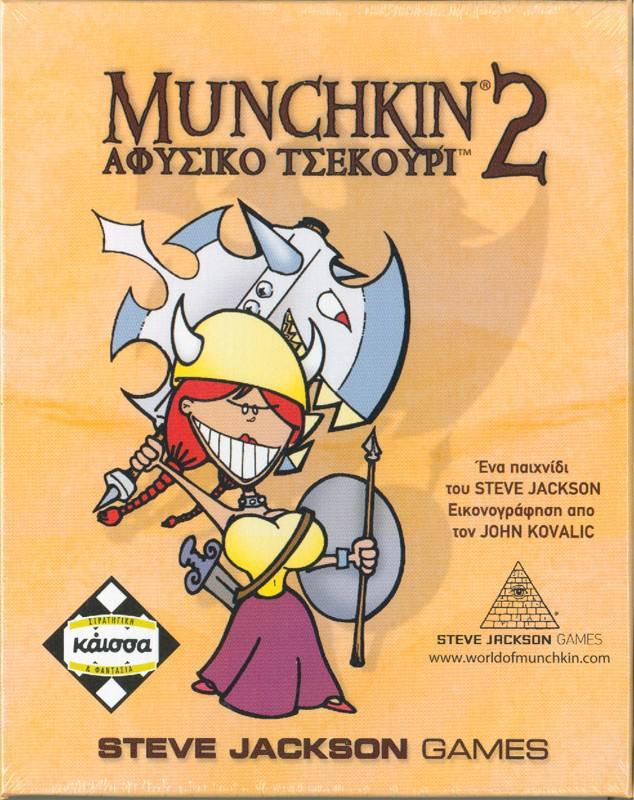 MUNCHKIN® 2
ΑΦΥΣΙΚΟ ΤΣΕΚΟΥΡΙ™
Ένα παιχνίδι
του STEVE JACKSON
Εικονογράφηση απο
τον JOHN KOVALIC
ΣΤΡΑΤΗΓΙΚΗ
κάισσα
& ΦΑΝΤΑΣΙΑ
STEVE JACKSON GAMES
www.worldofmunchkin.com
STEVE JACKSON GAMES